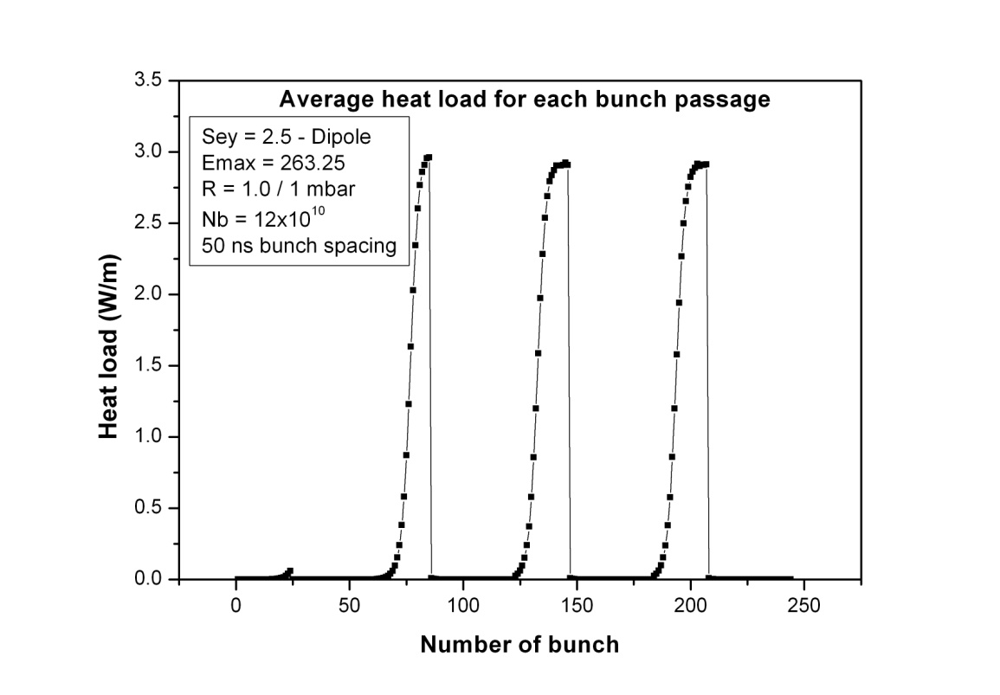 Average heat load for each bunch passage
Sey = 2.5 - Dipole
Emax = 263.25
R = 1.0 / 1 mbar
Nb = 12x10^10
50 ns bunch spacing
Heat load (W/m)
3.5
3.0
2.5
2.0
1.5
1.0
0.5
0.0
0 50 100 150 200 250
Number of bunch